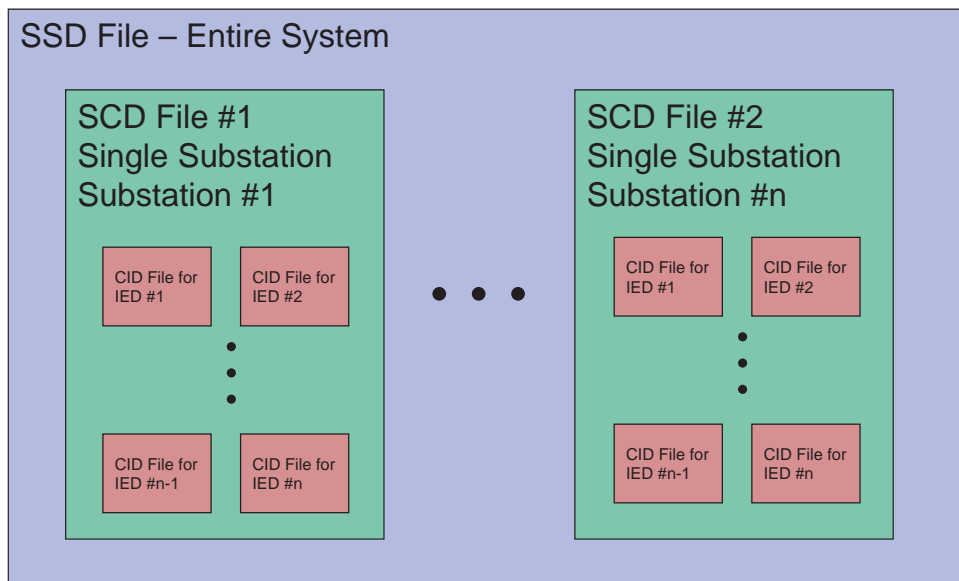 SSD File – Entire System
SCD File #1
Single Substation
Substation #1
CID File for
IED #1
CID File for
IED #2
CID File for
IED #n-1
CID File for
IED #n
SCD File #2
Single Substation
Substation #n
CID File for
IED #1
CID File for
IED #2
CID File for
IED #n-1
CID File for
IED #n